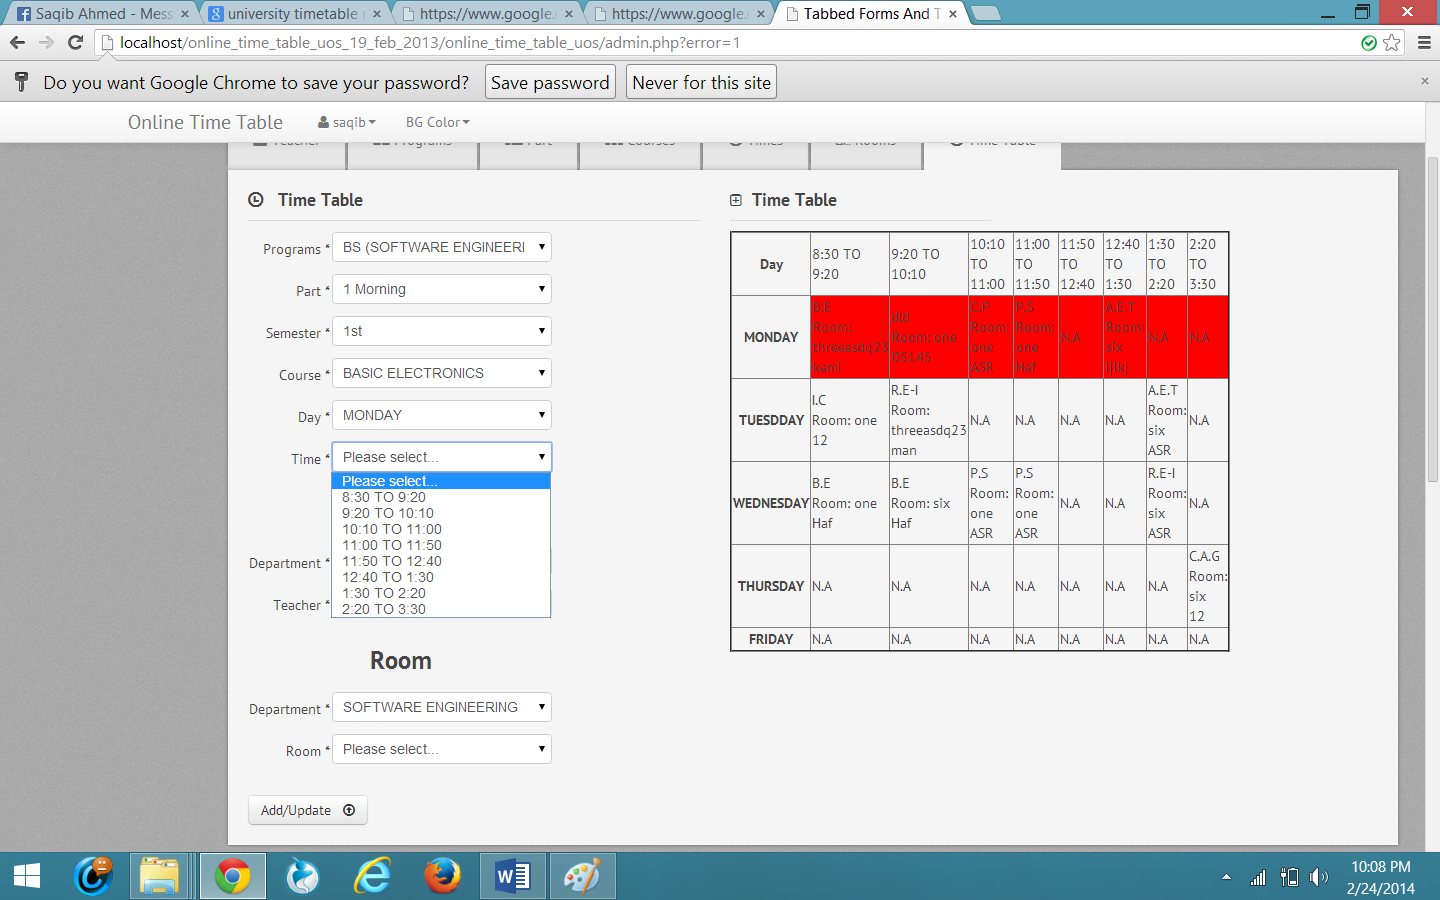 Saqib Ahmed - Mess
university timetable
https://www.google.
https://www.google.
Tabbed Forms And T
localhost/online_time_table_uos_19_feb_2013/online_time_table_uos/admin.php?error=1
Do you want Google Chrome to save your password?
Save password
Never for this site
Online Time Table
saqib
BG Color
Teacher
Programs
Part
Courses
Times
Rooms
Time Table
Time Table
Programs *
BS (SOFTWARE ENGINEERI
Part *
1 Morning
Semester *
1st
Course *
BASIC ELECTRONICS
Day *
MONDAY
Time *
Please select...
Please select...
8:30 TO 9:20
9:20 TO 10:10
10:10 TO 11:00
11:00 TO 11:50
11:50 TO 12:40
12:40 TO 1:30
1:30 TO 2:20
2:20 TO 3:30
Department *
Teacher *
Room
Department *
SOFTWARE ENGINEERING
Room *
Please select...
Add/Update
Time Table
Day
8:30 TO
9:20
9:20 TO
10:10
10:10
TO
11:00
11:00
TO
11:50
11:50
TO
12:40
12:40
TO
1:30
1:30
TO
2:20
2:20
TO
3:30
MONDAY
B.E
Room:
threeasdq23
kami
dld
Room: one
05145
C.P
Room:
one
ASR
P.S
Room:
one
Haf
N.A
A.E.T
Room:
six
N.A
N.A
TUESDDAY
I.C
Room: one
12
R.E-I
Room:
threeasdq23
man
N.A
N.A
N.A
N.A
A.E.T
Room:
six
ASR
N.A
WEDNESDAY
B.E
Room: one
Haf
B.E
Room: six
Haf
P.S
Room:
one
ASR
P.S
Room:
one
ASR
N.A
N.A
R.E-I
Room:
six
ASR
N.A
THURSDAY
N.A
N.A
N.A
N.A
N.A
N.A
N.A
C.A.G
Room:
six
12
FRIDAY
N.A
N.A
N.A
N.A
N.A
N.A
N.A
N.A
10:08 PM
2/24/2014